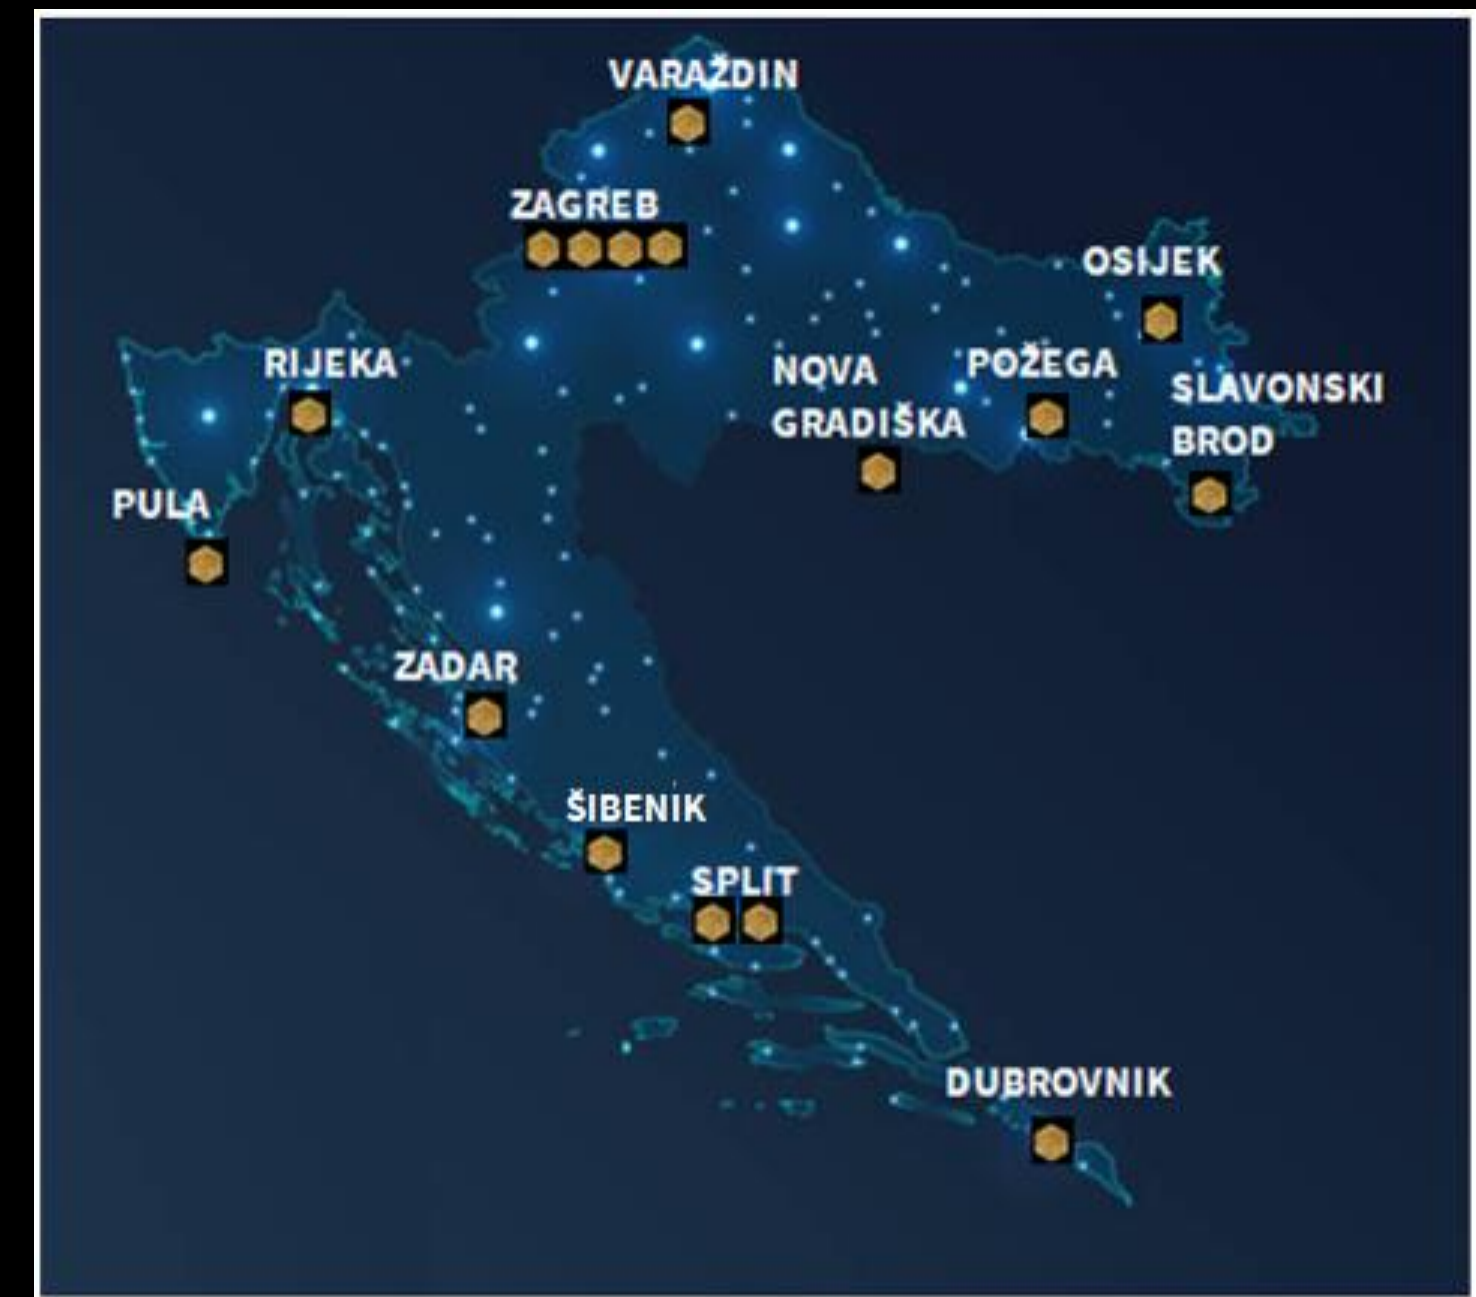 VARAŽDIN
ZAGREB
OSIJEK
RIJEKA
NOVA
GRADIŠKA
POŽEGA
SLAVONSKI
BROD
PULA
ZADAR
ŠIBENIK
SPLIT
DUBROVNIK